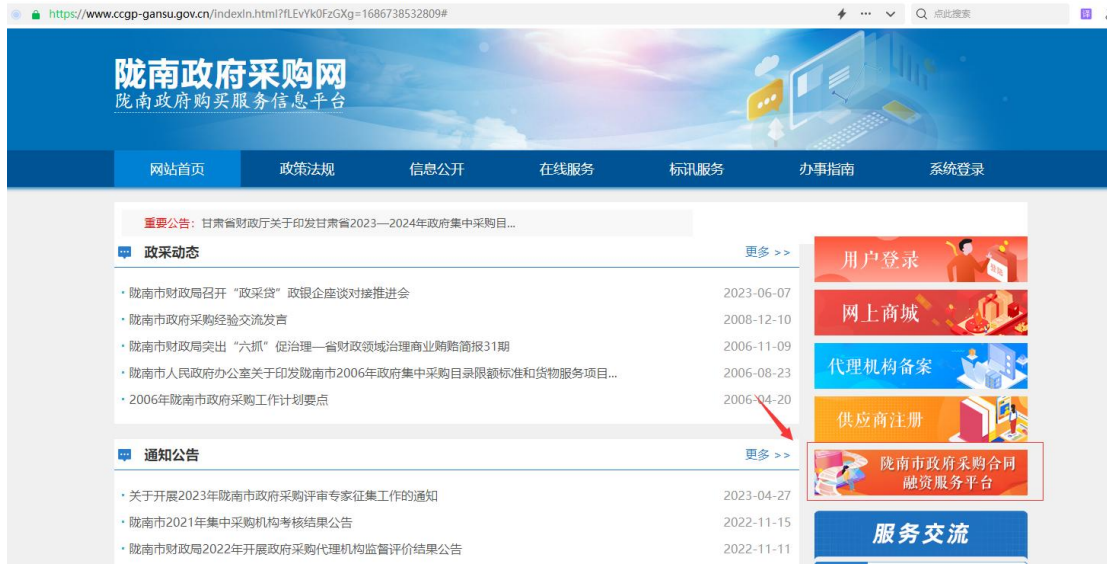 https://www.ccgp-gansu.gov.cn/indexln.html?fLEvYk0FzGXg=1686738532809#
点此搜索
译
陇南政府采购网
陇南政府购买服务信息平台
网站首页 政策法规 信息公开 在线服务 标讯服务 办事指南 系统登录
重要公告：甘肃省财政厅关于印发甘肃省2023—2024年政府集中采购目...
政采动态 更多 >>
陇南市财政局召开“政采贷”政银企座谈对接推进会 2023-06-07
陇南市政府采购经验交流发言 2008-12-10
陇南市财政局突出“六抓”促治理—省财政领域治理商业贿赂简报31期 2006-11-09
陇南市人民政府办公室关于印发陇南市2006年政府集中采购目录限额标准和货物服务项目... 2006-08-23
2006年陇南市政府采购工作计划要点 2006-04-20
通知公告 更多 >>
关于开展2023年陇南市政府采购评审专家征集工作的通知 2023-04-27
陇南市2021年集中采购机构考核结果公告 2022-11-15
陇南市财政局2022年开展政府采购代理机构监督评价结果公告 2022-11-11
用户登录
网上商城
代理机构备案
供应商注册
陇南市政府采购合同
融资服务平台
服务交流